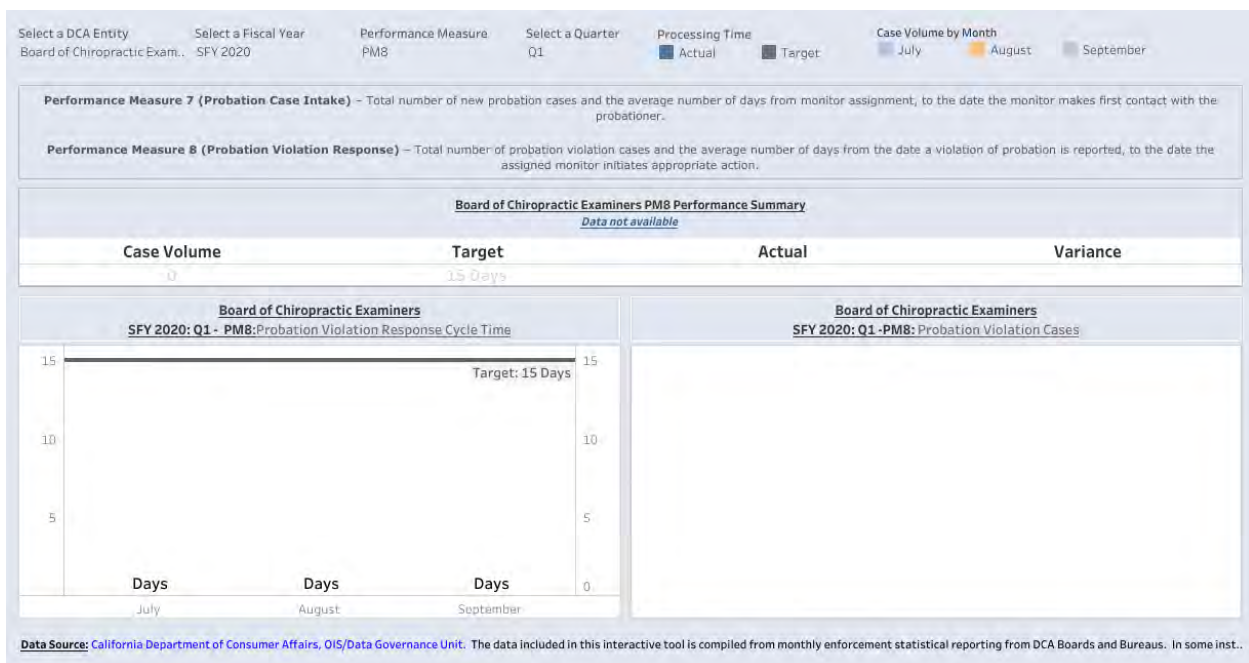 Select a DCA Entity Select a Fiscal Year Performance Measure Select a Quarter Processing Time Case Volume by Month
Board of Chiropractic Exam.. SFY 2020 PM8 Q1 Actual Target July August September
Performance Measure 7 (Probation Case Intake) – Total number of new probation cases and the average number of days from monitor assignment, to the date the monitor makes first contact with the
probationer.
Performance Measure 8 (Probation Violation Response) – Total number of probation violation cases and the average number of days from the date a violation of probation is reported, to the date the
assigned monitor initiates appropriate action.
Board of Chiropractic Examiners PM8 Performance Summary
Data not available
Case Volume Target Actual Variance
0 15 Days
Board of Chiropractic Examiners
SFY 2020: Q1 - PM8:Probation Violation Response Cycle Time
Board of Chiropractic Examiners
SFY 2020: Q1 -PM8: Probation Violation Cases
15 15
Target: 15 Days
10 10
5 5
Days Days Days 0
July August September
Data Source: California Department of Consumer Affairs, OIS/Data Governance Unit. The data included in this interactive tool is compiled from monthly enforcement statistical reporting from DCA Boards and Bureaus. In some inst..